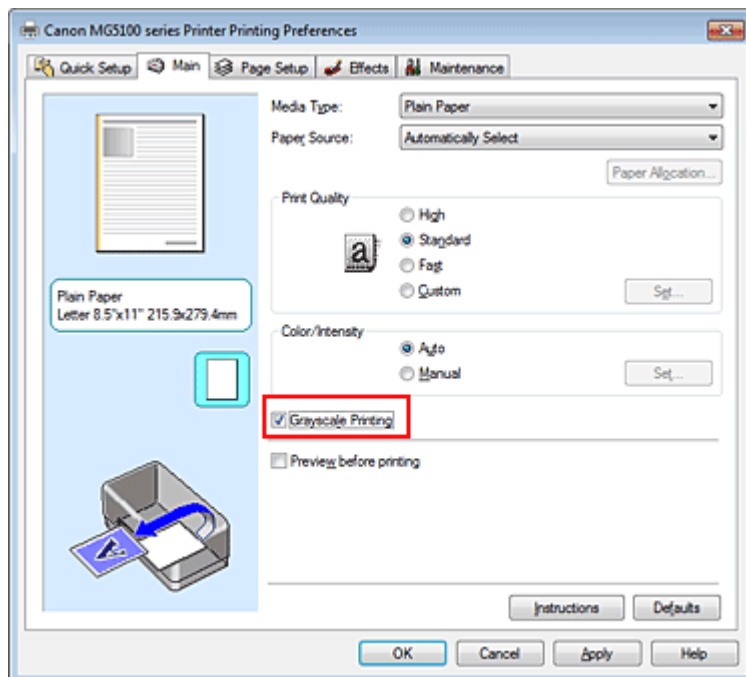 Canon MG5100 series Printer Printing Preferences
Quick Setup Main Page Setup Effects Maintenance
Media Type: Plain Paper
Paper Source: Automatically Select
Paper Allocation...
Print Quality
High
a Standard
Fast
Custom Set...
Plain Paper
Letter 8.5"x11" 215.9x279.4mm
Color/Intensity
Auto
Manual Set...
Grayscale Printing
Preview before printing
A
Instructions Defaults
OK Cancel Apply Help